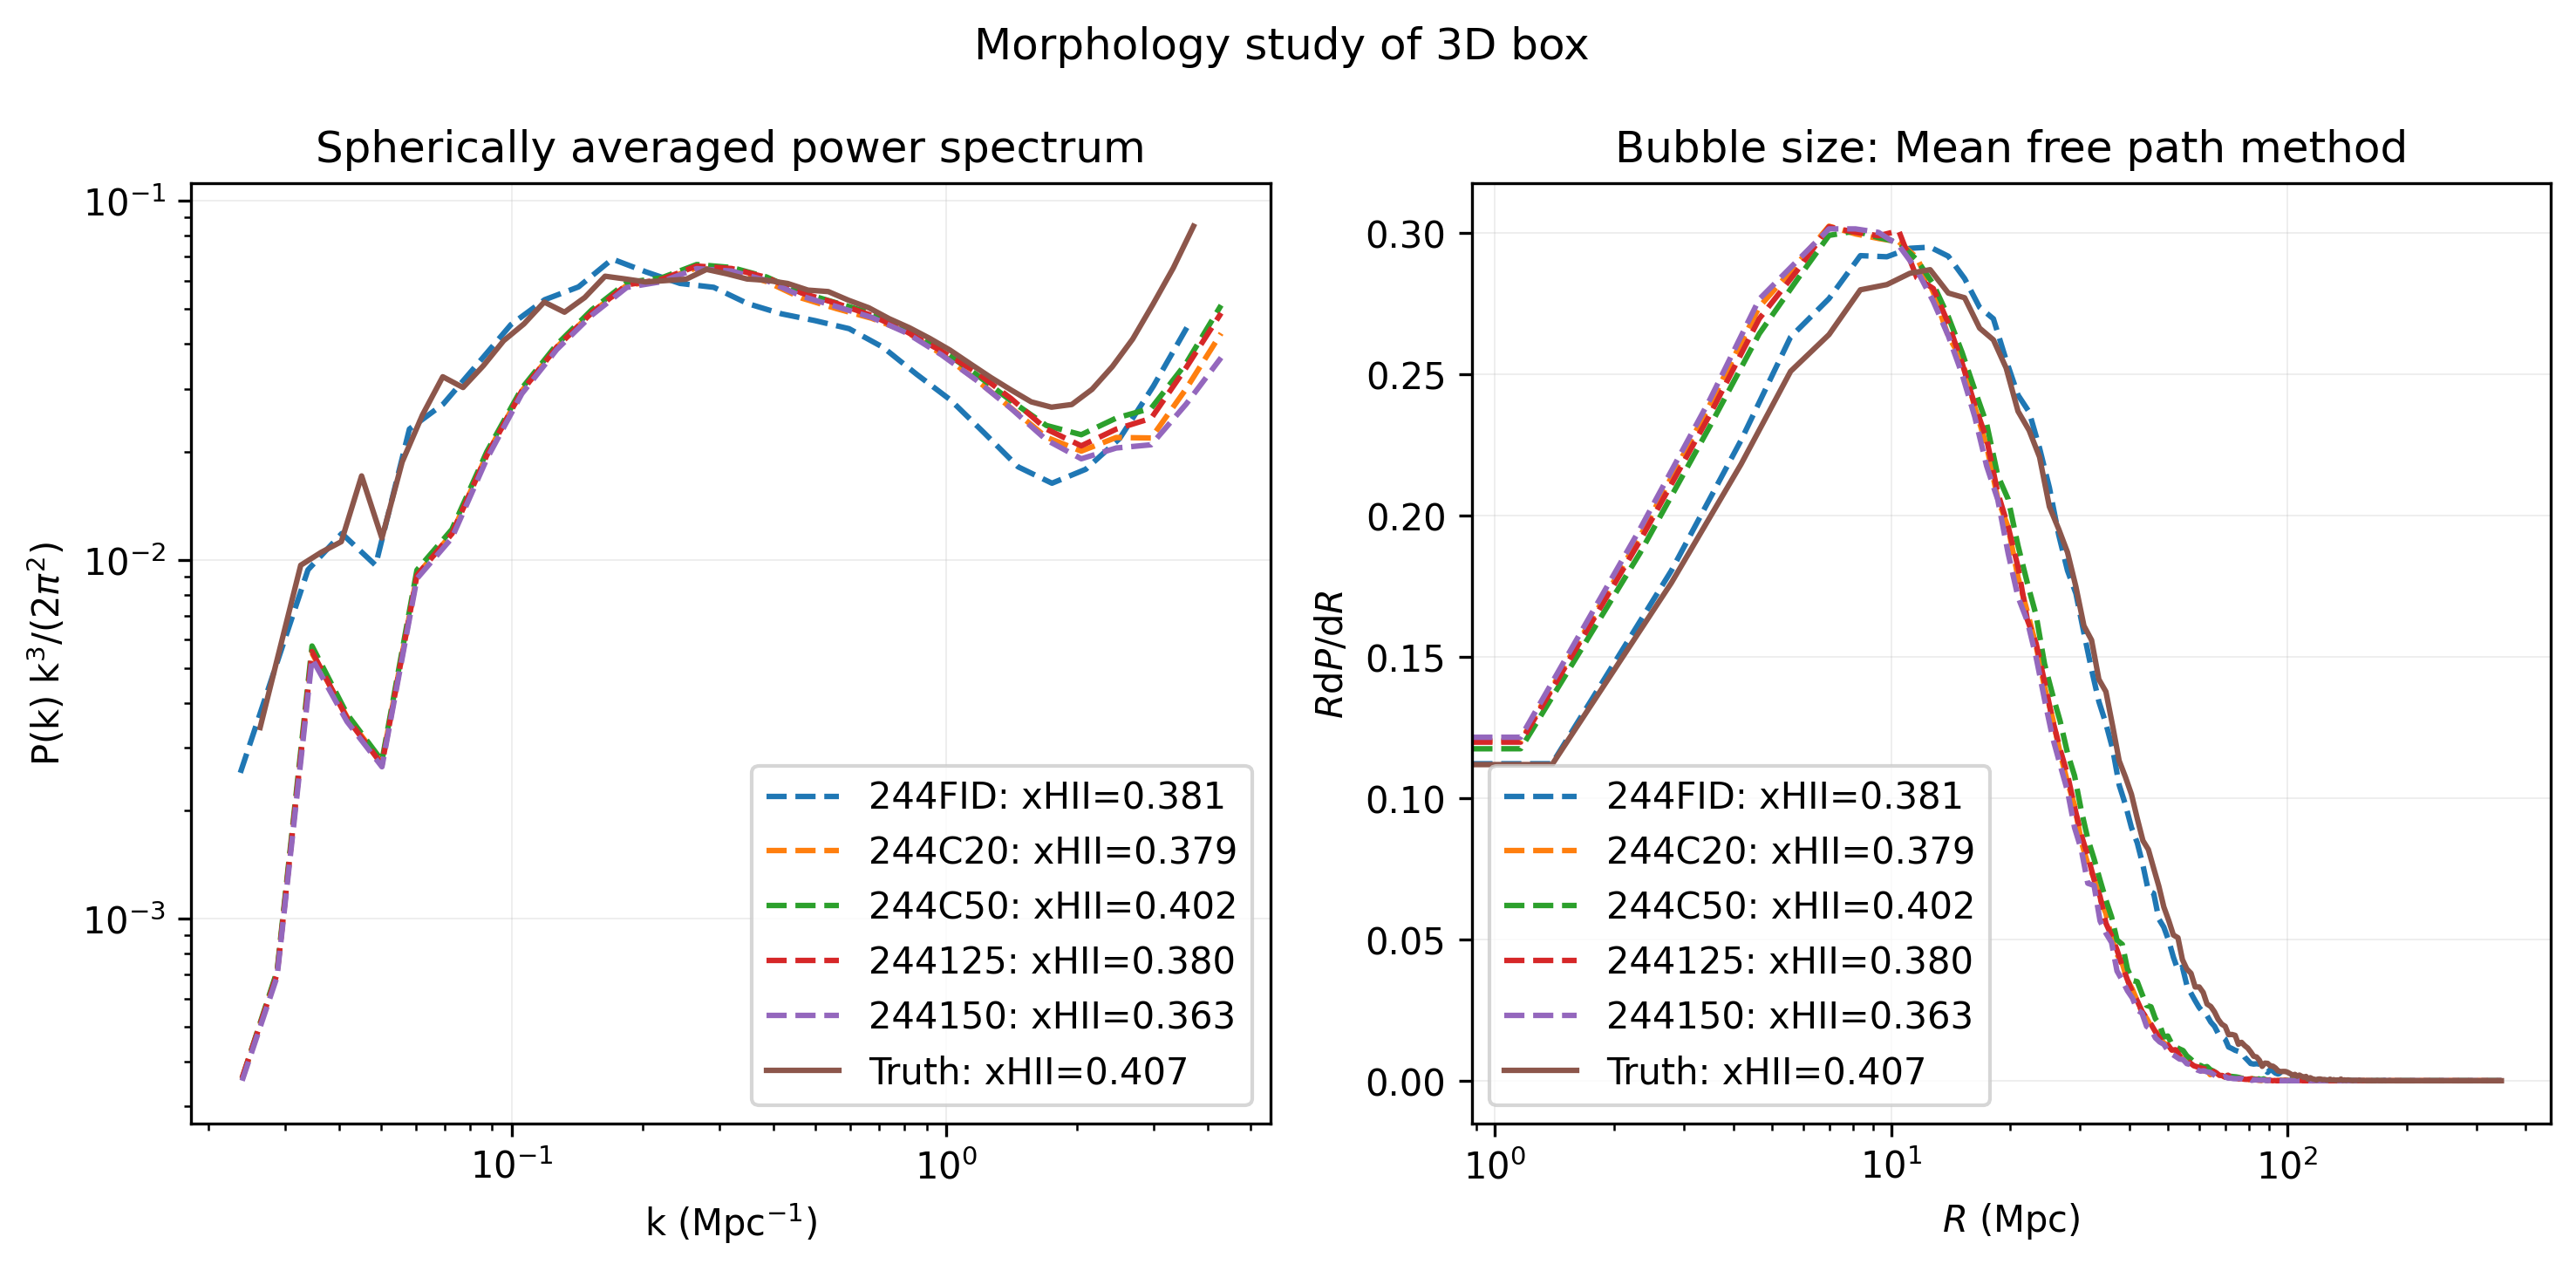 Morphology study of 3D box
Spherically averaged power spectrum
P(k) k³/(2π²)
10⁻¹
10⁻²
10⁻³
244FID: xHII=0.381
244C20: xHII=0.379
244C50: xHII=0.402
244125: xHII=0.380
244150: xHII=0.363
Truth: xHII=0.407
10⁻¹
10⁰
k (Mpc⁻¹)
Bubble size: Mean free path method
RdP/dR
0.30
0.25
0.20
0.15
0.10
0.05
0.00
244FID: xHII=0.381
244C20: xHII=0.379
244C50: xHII=0.402
244125: xHII=0.380
244150: xHII=0.363
Truth: xHII=0.407
10⁰
10¹
10²
R (Mpc)